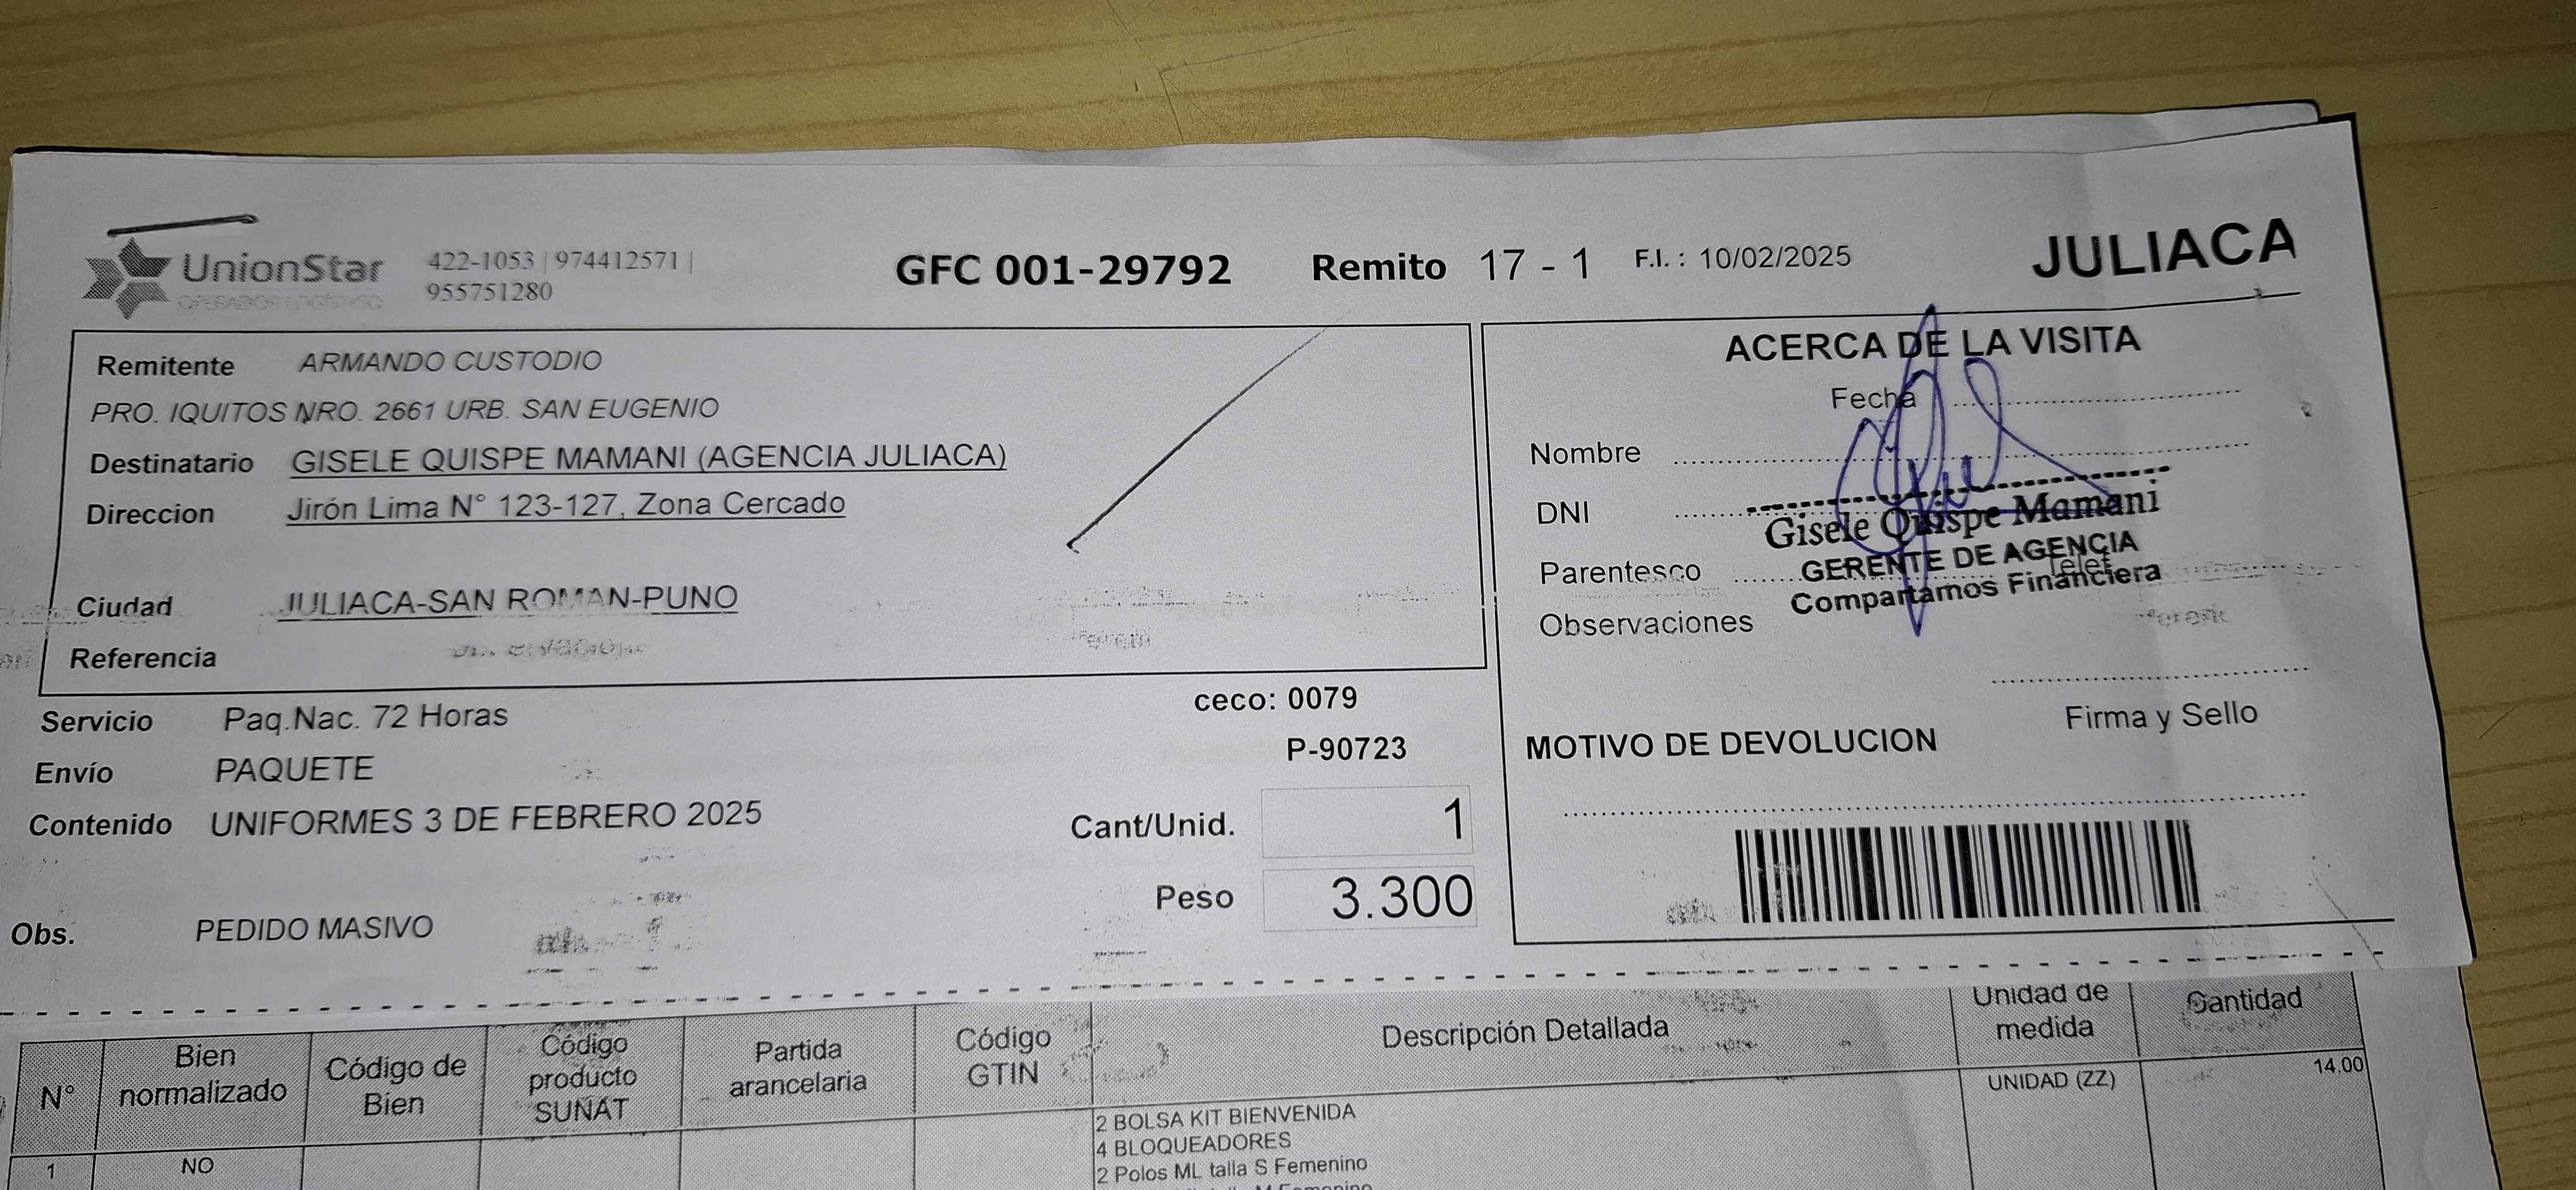 UnionStar
OPERADOR LOGÍSTICO
422-1053 | 974412571 |
955751280
GFC 001-29792
Remito 17 - 1
F.I. : 10/02/2025
JULIACA
Remitente ARMANDO CUSTODIO
PRO. IQUITOS NRO. 2661 URB. SAN EUGENIO
Destinatario GISELE QUISPE MAMANI (AGENCIA JULIACA)
Direccion Jirón Lima N° 123-127, Zona Cercado
Ciudad JULIACA-SAN ROMAN-PUNO
Referencia
ceco: 0079
Servicio Paq.Nac. 72 Horas
P-90723
Envío PAQUETE
Contenido UNIFORMES 3 DE FEBRERO 2025
Cant/Unid. 1
Peso 3.300
Obs. PEDIDO MASIVO
ACERCA DE LA VISITA
Fecha
Nombre
DNI
Gisele Quispe Mamani
GERENTE DE AGENCIA
Compartamos Financiera
Parentesco
Telef
Observaciones
Firma y Sello
MOTIVO DE DEVOLUCION
N°
Bien
normalizado
Código de
Bien
Código
producto
SUNAT
Partida
arancelaria
Código
GTIN
Descripción Detallada
Unidad de
medida
Cantidad
1
NO
2 BOLSA KIT BIENVENIDA
4 BLOQUEADORES
2 Polos ML talla S Femenino
UNIDAD (ZZ)
14.00